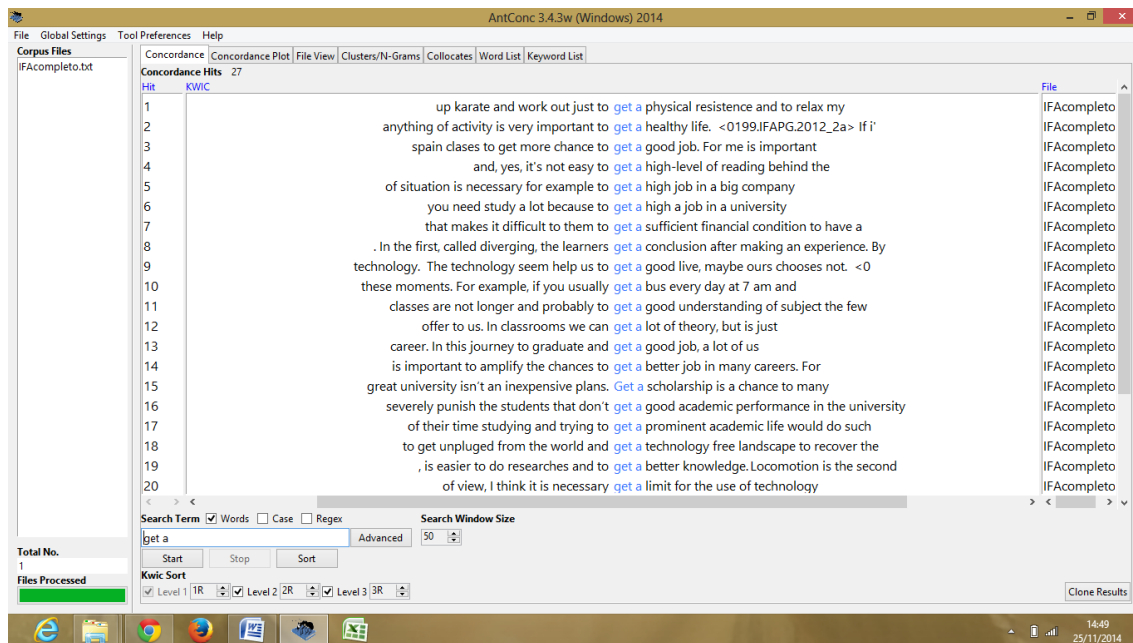 AntConc 3.4.3w (Windows) 2014
File Global Settings Tool Preferences Help
Corpus Files
IFAcompleto.txt
Concordance Concordance Plot File View Clusters/N-Grams Collocates Word List Keyword List
Concordance Hits 27
Hit KWIC File
1 up karate and work out just to get a physical resistence and to relax my IFAcompleto
2 anything of activity is very important to get a healthy life. <0199.IFAPG.2012_2a> If i' IFAcompleto
3 spain clases to get more chance to get a good job. For me is important IFAcompleto
4 and, yes, it's not easy to get a high-level of reading behind the IFAcompleto
5 of situation is necessary for example to get a high job in a big company IFAcompleto
6 you need study a lot because to get a high a job in a university IFAcompleto
7 that makes it difficult to them to get a sufficient financial condition to have a IFAcompleto
8 . In the first, called diverging, the learners get a conclusion after making an experience. By IFAcompleto
9 technology. The technology seem help us to get a good live, maybe ours chooses not. <0 IFAcompleto
10 these moments. For example, if you usually get a bus every day at 7 am and IFAcompleto
11 classes are not longer and probably to get a good understanding of subject the few IFAcompleto
12 offer to us. In classrooms we can get a lot of theory, but is just IFAcompleto
13 career. In this journey to graduate and get a good job, a lot of us IFAcompleto
14 is important to amplify the chances to get a better job in many careers. For IFAcompleto
15 great university isn't an inexpensive plans. Get a scholarship is a chance to many IFAcompleto
16 severely punish the students that don't get a good academic performance in the university IFAcompleto
17 of their time studying and trying to get a prominent academic life would do such IFAcompleto
18 to get unpluged from the world and get a technology free landscape to recover the IFAcompleto
19 , is easier to do researches and to get a better knowledge. Locomotion is the second IFAcompleto
20 of view, I think it is necessary get a limit for the use of technology IFAcompleto
Search Term Words Case Regex Search Window Size
get a Advanced 50
Total No.
1
Start Stop Sort
Files Processed
Kwic Sort
Level 1 1R Level 2 2R Level 3 3R Clone Results
14:49
25/11/2014